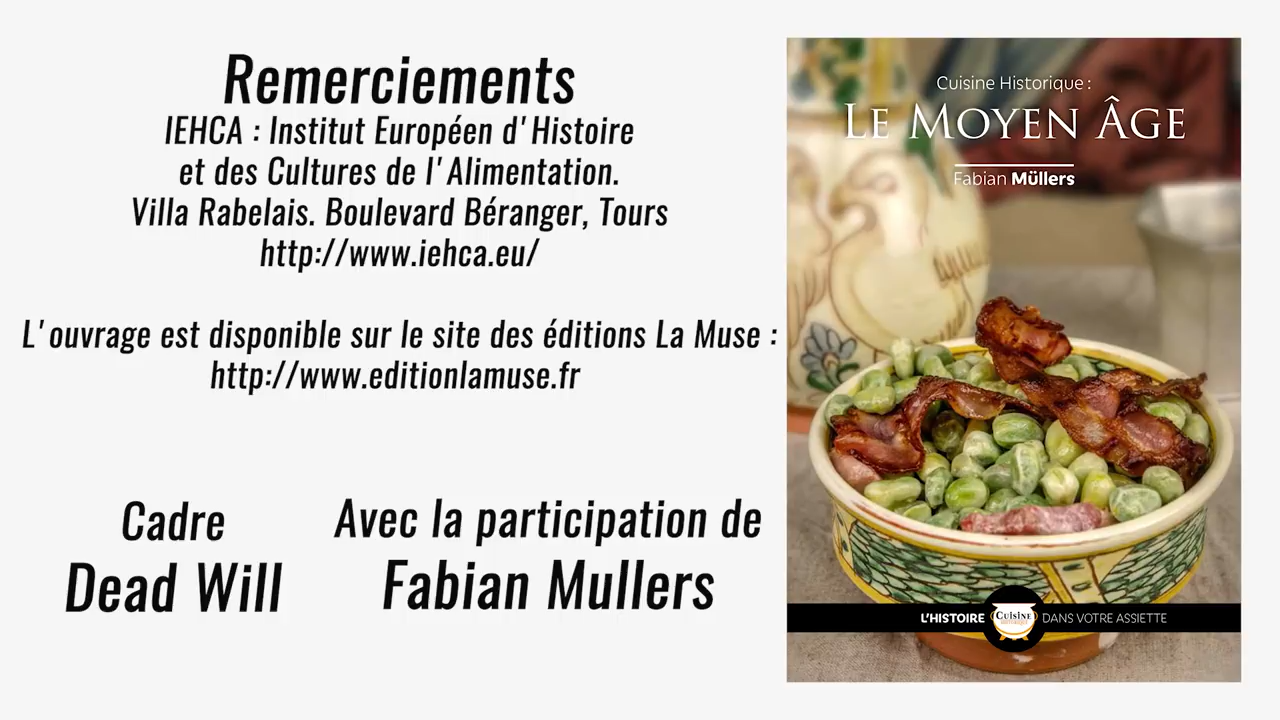 Remerciements
IEHCA : Institut Européen d'Histoire
et des Cultures de l'Alimentation.
Villa Rabelais. Boulevard Béranger, Tours
http://www.iehca.eu/
L'ouvrage est disponible sur le site des éditions La Muse :
http://www.editionlamuse.fr
Cadre
Dead Will
Avec la participation de
Fabian Mullers
Cuisine Historique :
LE MOYEN ÂGE
Fabian Müllers
L'HISTOIRE
Cuisine
DANS VOTRE ASSIETTE